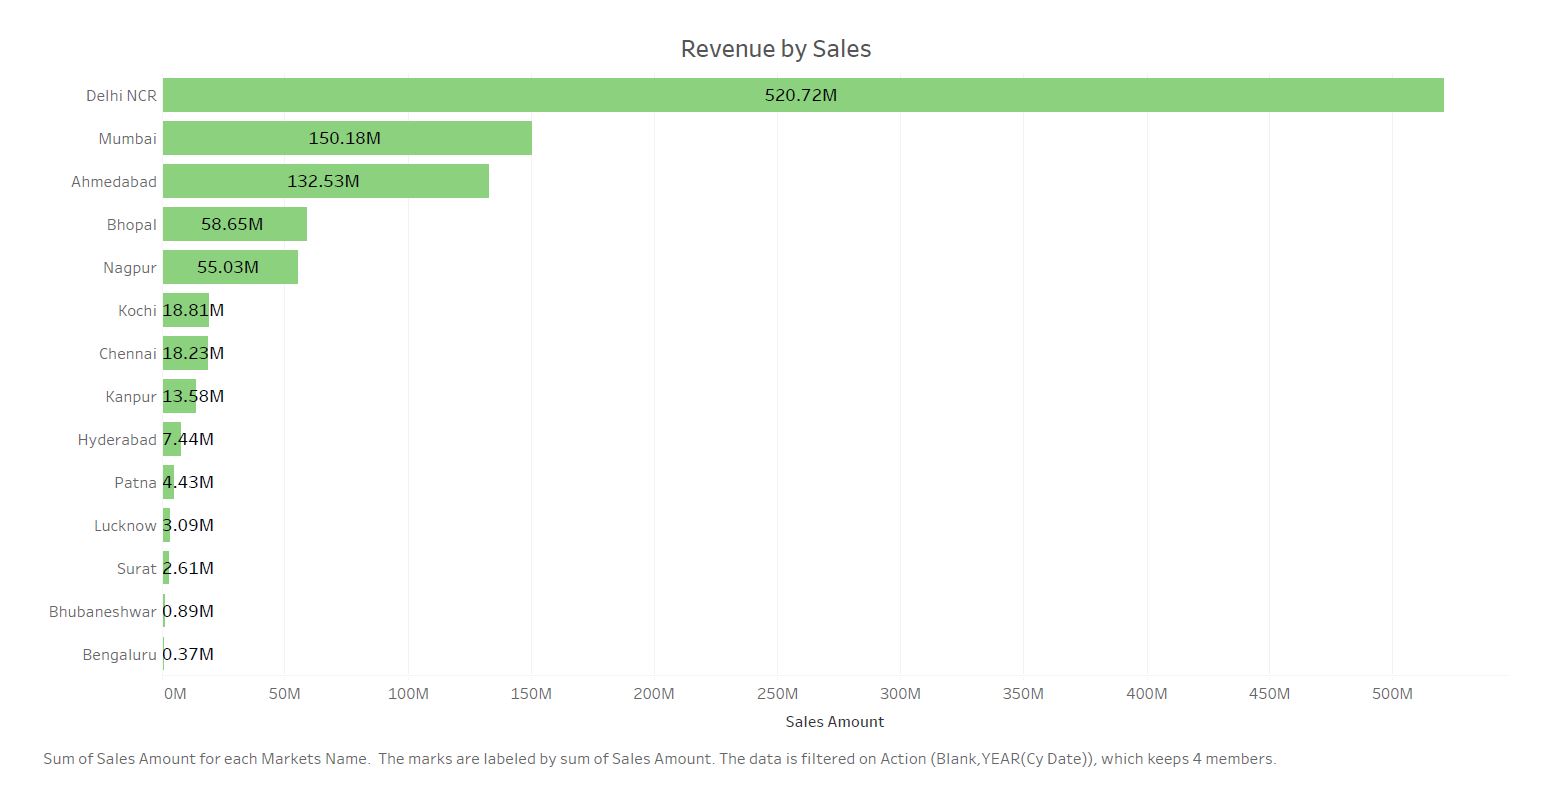 Revenue by Sales
Delhi NCR 520.72M
Mumbai 150.18M
Ahmedabad 132.53M
Bhopal 58.65M
Nagpur 55.03M
Kochi 18.81M
Chennai 18.23M
Kanpur 13.58M
Hyderabad 7.44M
Patna 4.43M
Lucknow 3.09M
Surat 2.61M
Bhubaneshwar 0.89M
Bengaluru 0.37M
0M 50M 100M 150M 200M 250M 300M 350M 400M 450M 500M
Sales Amount
Sum of Sales Amount for each Markets Name.  The marks are labeled by sum of Sales Amount. The data is filtered on Action (Blank,YEAR(Cy Date)), which keeps 4 members.